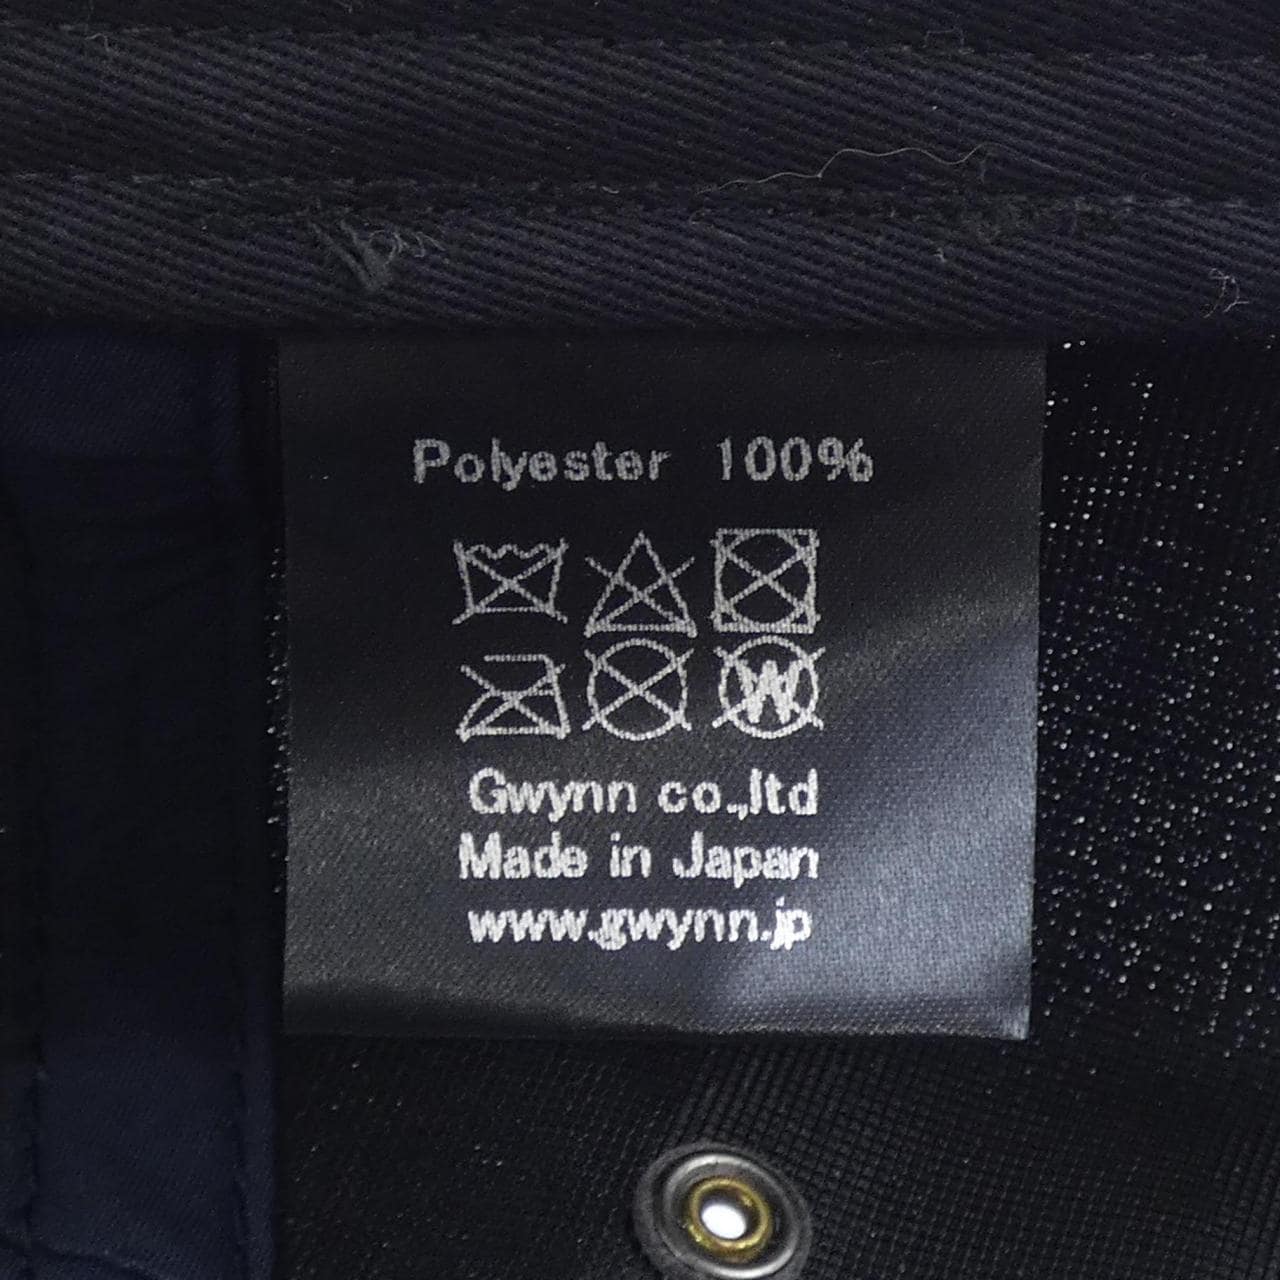 Polyester 100%
W
Gwynn co.,ltd
Made in Japan
www.gwynn.jp